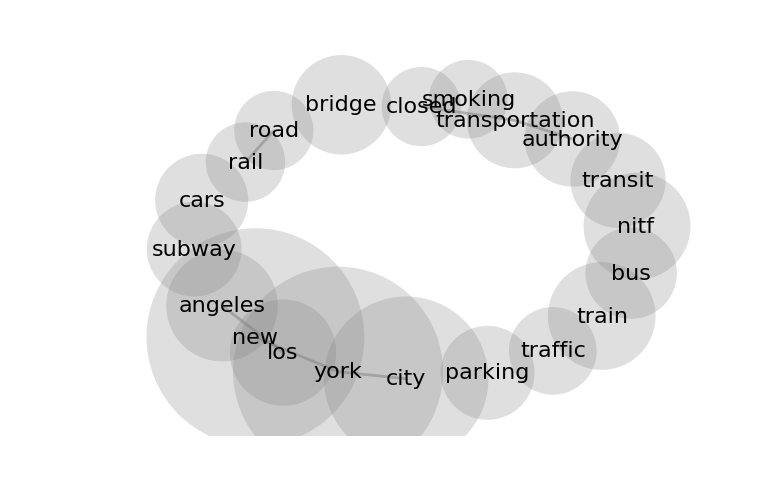 smoking
bridge
closed
transportation
road
authority
rail
transit
cars
nitf
subway
bus
angeles
train
new
traffic
los
york
parking
city